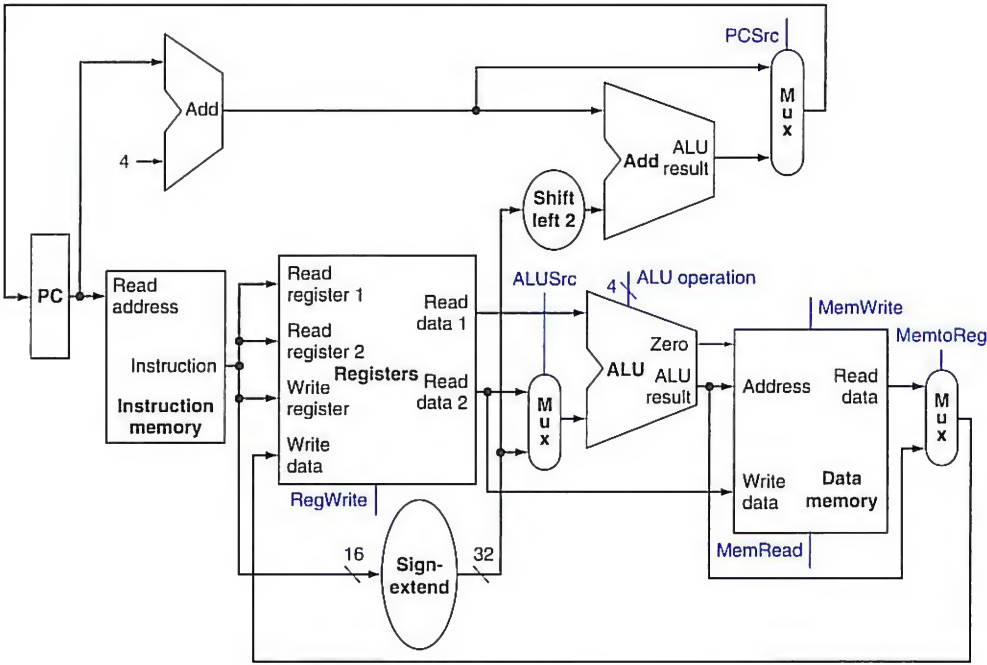 PCSrc
M
u
x
Add
4
Add
ALU
result
Shift
left 2
PC
Read
address
Instruction
Instruction
memory
Read
register 1
Read
register 2
Write
register
Write
data
Registers
Read
data 1
Read
data 2
RegWrite
ALUSrc
M
u
x
4
ALU operation
Zero
ALU
ALU
result
MemWrite
Address
Read
data
Write
data
Data
memory
MemRead
MemtoReg
M
u
x
16
Sign-
extend
32